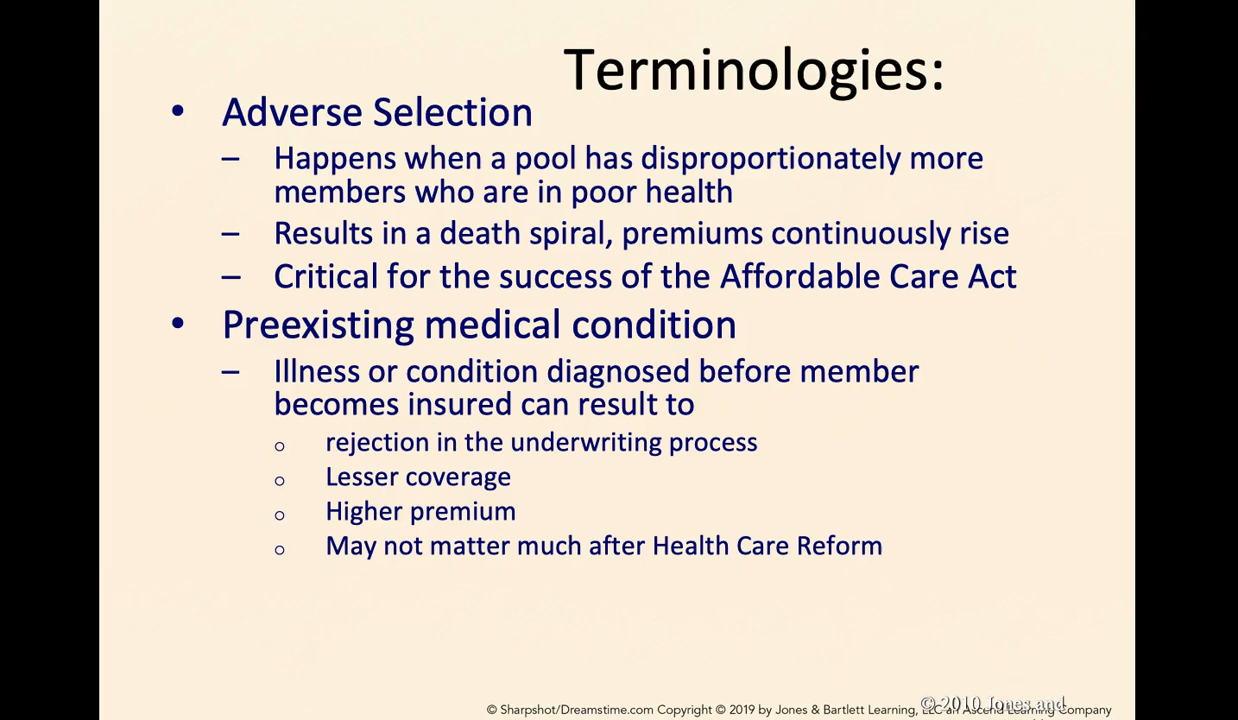 Terminologies:
• Adverse Selection
– Happens when a pool has disproportionately more
members who are in poor health
– Results in a death spiral, premiums continuously rise
– Critical for the success of the Affordable Care Act
• Preexisting medical condition
– Illness or condition diagnosed before member
becomes insured can result to
o rejection in the underwriting process
o Lesser coverage
o Higher premium
o May not matter much after Health Care Reform
© 2010 Jones and
© Sharpshot/Dreamstime.com Copyright © 2019 by Jones & Bartlett Learning, LLC an Ascend Learning Company